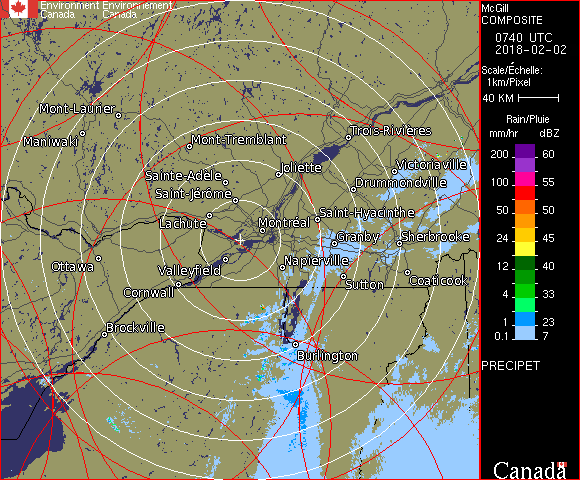 Environment Environnement
Canada Canada
McGill
COMPOSITE
0740 UTC
2018-02-02
Scale/Échelle:
1km/Pixel
40 KM
Rain/Pluie
mm/hr dBZ
200 60
100 55
50 50
24 45
12 40
4 33
1 23
0.1 7
PRECIPET
Canada
Mont-Laurier
Maniwaki
Mont-Tremblant
Trois-Rivières
Victoriaville
Joliette
Sainte-Adèle
Drummondville
Saint-Jérôme
Lachute
Saint-Hyacinthe
Montréal
Granby
Sherbrooke
Ottawa
Valleyfield
Napierville
Cornwall
Sutton
Coaticook
Brockville
Burlington